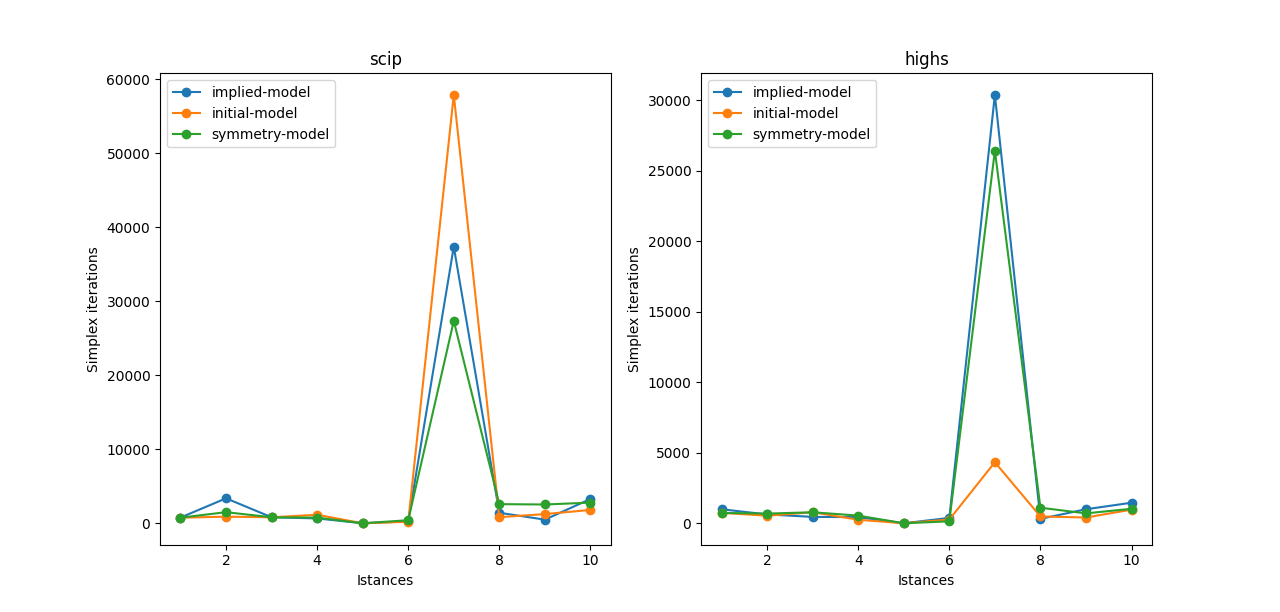 scip
implied-model
initial-model
symmetry-model
60000
50000
40000
30000
20000
10000
0
Simplex iterations
2
4
6
8
10
Istances
highs
implied-model
initial-model
symmetry-model
30000
25000
20000
15000
10000
5000
0
Simplex iterations
2
4
6
8
10
Istances